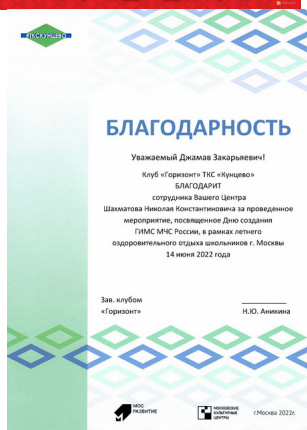 ТКСКУНЦЕВО
БЛАГОДАРНОСТЬ
Уважаемый Джамав Закарьяевич!
Клуб «Горизонт» ТКС «Кунцево»
БЛАГОДАРИТ
сотрудника Вашего Центра
Шахматова Николая Константиновича за проведенное
мероприятие, посвященное Дню создания
ГИМС МЧС России, в рамках летнего
оздоровительного отдыха школьников г. Москвы
14 июня 2022 года
Зав. клубом
«Горизонт»
Н.Ю. Аникина
МОС
РАЗВИТИЕ
МОСКОВСКИЕ
КУЛЬТУРНЫЕ
ЦЕНТРЫ
г.Москва 2022г.